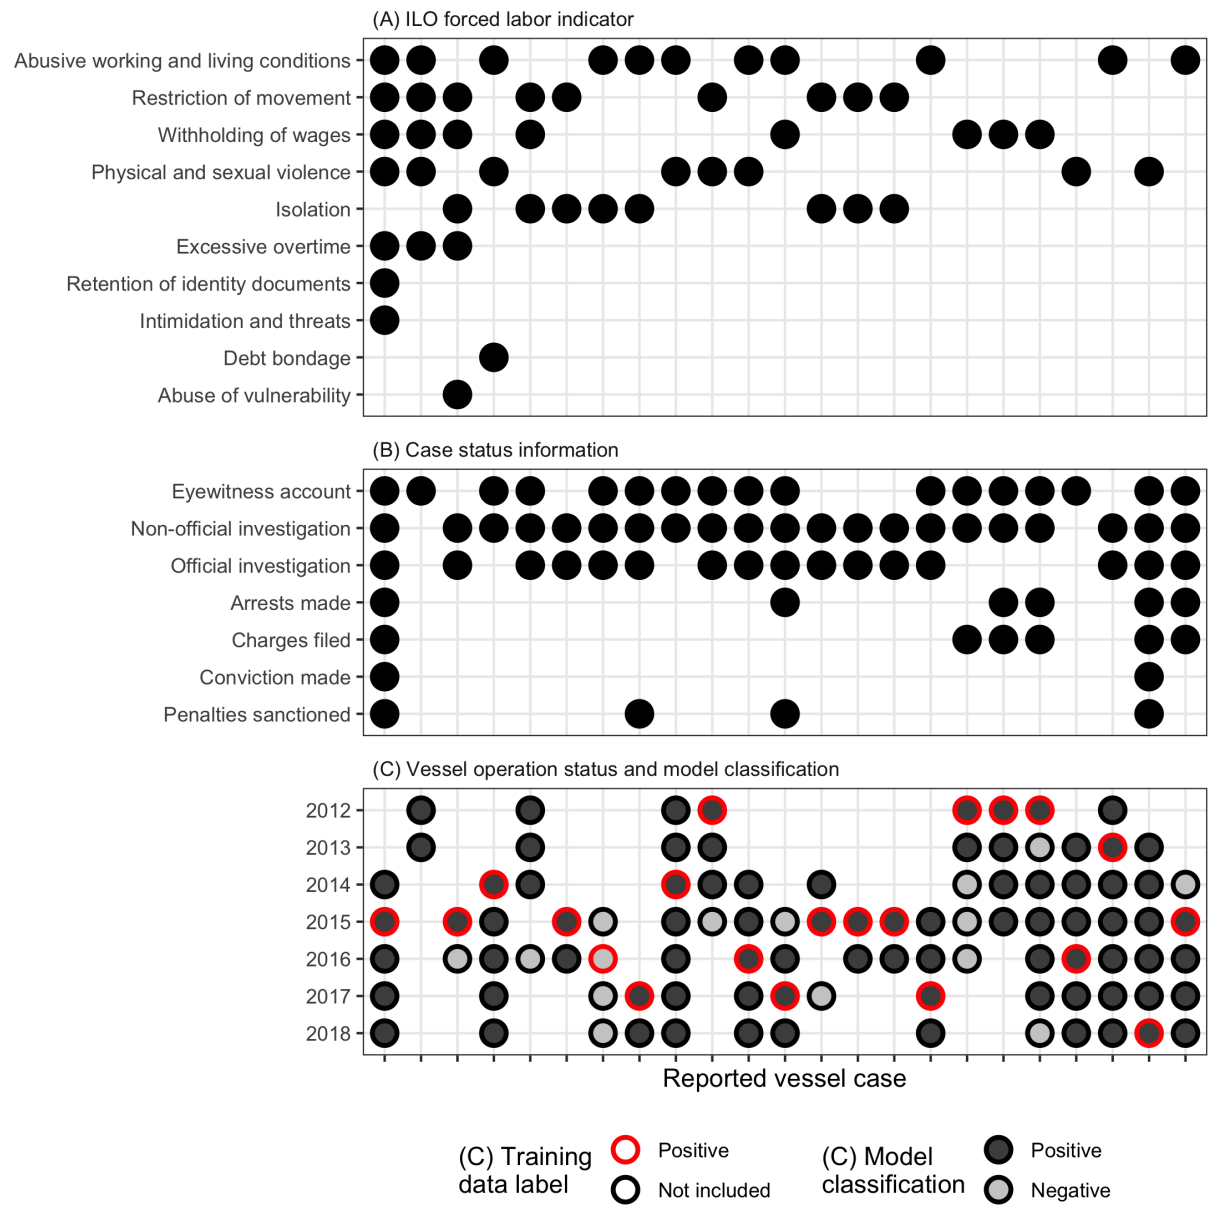 (A) ILO forced labor indicator
Abusive working and living conditions
Restriction of movement
Withholding of wages
Physical and sexual violence
Isolation
Excessive overtime
Retention of identity documents
Intimidation and threats
Debt bondage
Abuse of vulnerability
(B) Case status information
Eyewitness account
Non-official investigation
Official investigation
Arrests made
Charges filed
Conviction made
Penalties sanctioned
(C) Vessel operation status and model classification
2012
2013
2014
2015
2016
2017
2018
Reported vessel case
(C) Training
data label
Positive
Not included
(C) Model
classification
Positive
Negative